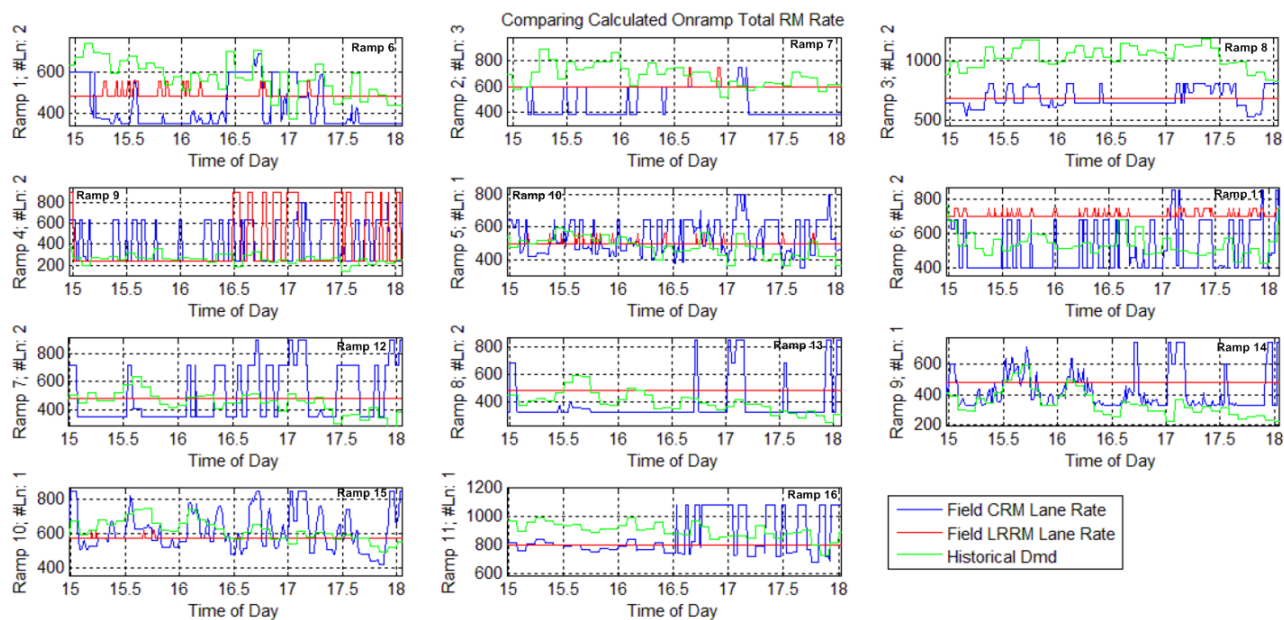 Comparing Calculated Onramp Total RM Rate
Ramp 1; #Ln: 2
600
400
Ramp 6
15 15.5 16 16.5 17 17.5 18
Time of Day
Ramp 2; #Ln: 3
800
600
400
Ramp 7
15 15.5 16 16.5 17 17.5 18
Time of Day
Ramp 3; #Ln: 2
1000
500
Ramp 8
15 15.5 16 16.5 17 17.5 18
Time of Day
Ramp 4; #Ln: 2
800
600
400
200
Ramp 9
15 15.5 16 16.5 17 17.5 18
Time of Day
Ramp 5; #Ln: 1
800
600
400
Ramp 10
15 15.5 16 16.5 17 17.5 18
Time of Day
Ramp 6; #Ln: 2
800
600
400
Ramp 11
15 15.5 16 16.5 17 17.5 18
Time of Day
Ramp 7; #Ln: 2
800
600
400
Ramp 12
15 15.5 16 16.5 17 17.5 18
Time of Day
Ramp 8; #Ln: 2
800
600
400
Ramp 13
15 15.5 16 16.5 17 17.5 18
Time of Day
Ramp 9; #Ln: 1
600
400
200
Ramp 14
15 15.5 16 16.5 17 17.5 18
Time of Day
Ramp 10; #Ln: 1
800
600
400
Ramp 15
15 15.5 16 16.5 17 17.5 18
Time of Day
Ramp 11; #Ln: 1
1200
1000
800
600
Ramp 16
15 15.5 16 16.5 17 17.5 18
Time of Day
Field CRM Lane Rate
Field LRRM Lane Rate
Historical Dmd